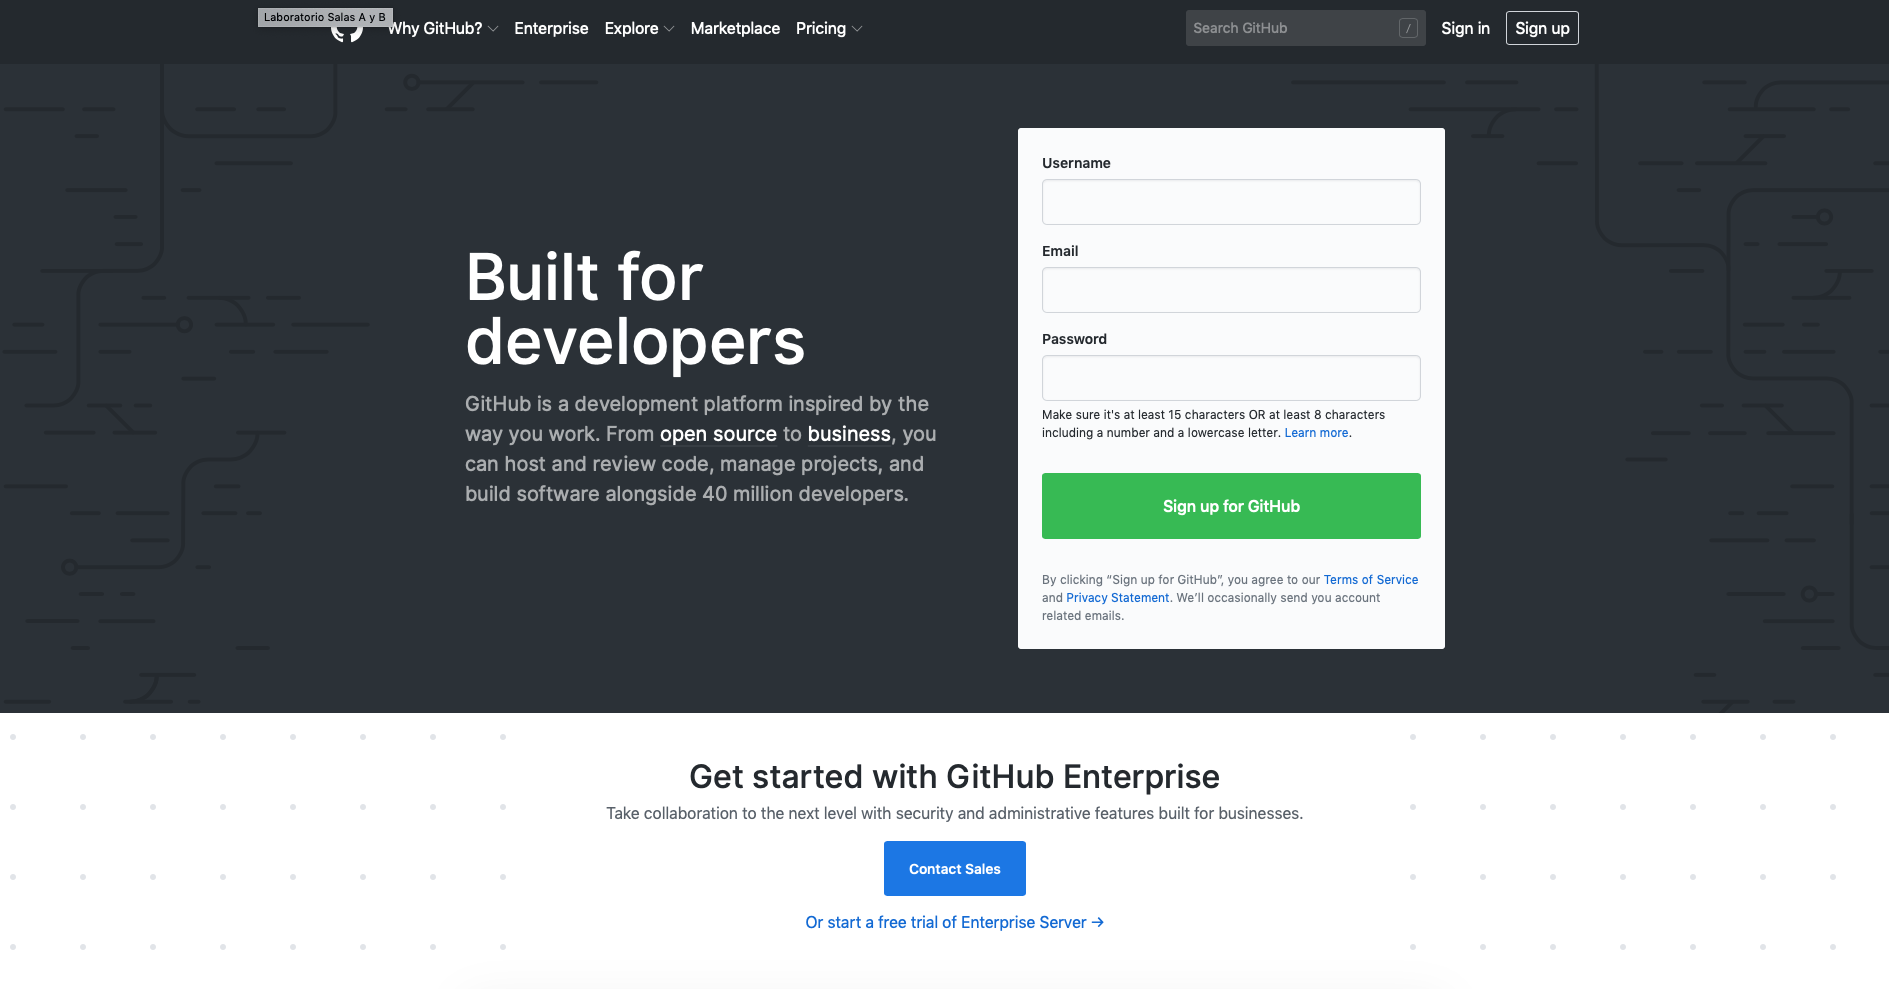 Laboratorio Salas A y B
Why GitHub? Enterprise Explore Marketplace Pricing Search GitHub / Sign in Sign up
Built for
developers
GitHub is a development platform inspired by the
way you work. From open source to business, you
can host and review code, manage projects, and
build software alongside 40 million developers.
Username
Email
Password
Make sure it's at least 15 characters OR at least 8 characters
including a number and a lowercase letter. Learn more.
Sign up for GitHub
By clicking “Sign up for GitHub”, you agree to our Terms of Service
and Privacy Statement. We’ll occasionally send you account
related emails.
Get started with GitHub Enterprise
Take collaboration to the next level with security and administrative features built for businesses.
Contact Sales
Or start a free trial of Enterprise Server →